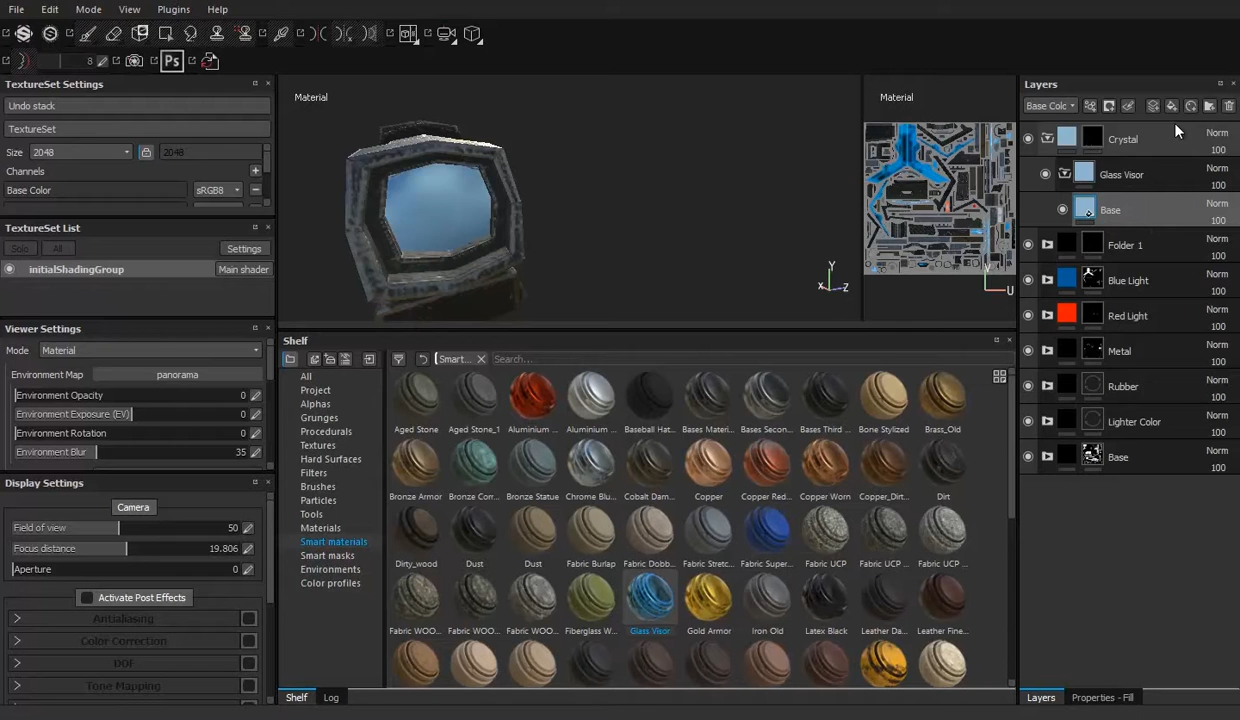 File Edit Mode View Plugins Help
8 Ps
TextureSet Settings
Undo stack
TextureSet
Size 2048 2048
Channels
Base Color sRGB8
TextureSet List
Solo All Settings
initialShadingGroup Main shader
Viewer Settings
Mode Material
Environment Map panorama
Environment Opacity 0
Environment Exposure (EV) 0
Environment Rotation 0
Environment Blur 35
Display Settings
Camera
Field of view 50
Focus distance 19.806
Aperture 0
Activate Post Effects
Antialiasing
Color Correction
DOF
Tone Mapping
Material
Y
X Z
Material
V
U
Shelf
Smart... Search...
All
Project
Alphas
Grunges
Procedurals
Textures
Hard Surfaces
Filters
Brushes
Particles
Tools
Materials
Smart materials
Smart masks
Environments
Color profiles
Aged Stone Aged Stone_1 Aluminium ... Aluminium ... Baseball Hat... Bases Materi... Bases Secon... Bases Third ... Bone Stylized Brass_Old
Bronze Armor Bronze Corr... Bronze Statue Chrome Blu... Cobalt Dam... Copper Copper Red... Copper Worn Copper_Dirt... Dirt
Dirty_wood Dust Dust Fabric Burlap Fabric Dobb... Fabric Stretc... Fabric Super... Fabric UCP Fabric UCP ... Fabric UCP ...
Fabric WOO... Fabric WOO... Fabric WOO... Fiberglass W... Glass Visor Gold Armor Iron Old Latex Black Leather Da... Leather Fine...
Shelf Log
Layers
Base Colc
Crystal Norm
100
Glass Visor Norm
100
Base Norm
100
Folder 1 Norm
100
Blue Light Norm
100
Red Light Norm
100
Metal Norm
100
Rubber Norm
100
Lighter Color Norm
100
Base Norm
100
Layers Properties - Fill